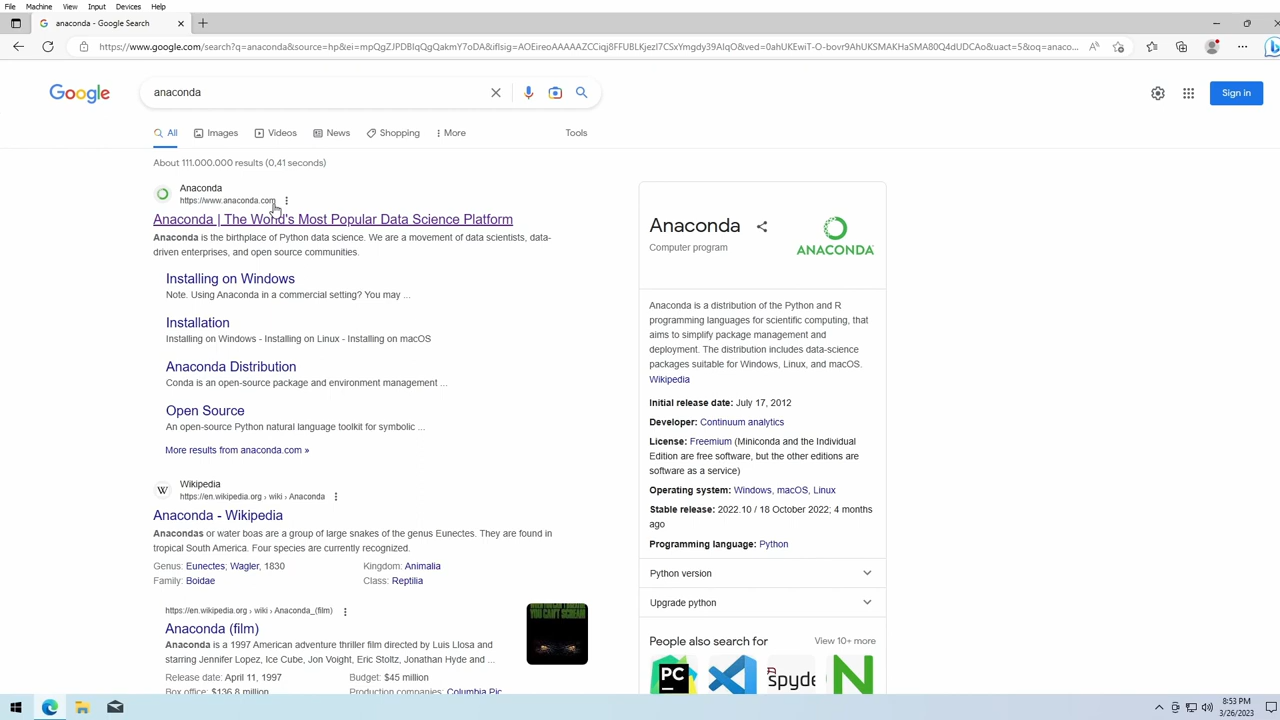 File Machine View Input Devices Help
anaconda - Google Search
https://www.google.com/search?q=anaconda&source=hp&ei=mpQgZJPDBIqQgQakmY7oDA&iflsig=AOEireoAAAAAZCCiqj8FFUBLKjezI7CSxYmgdy39AIqO&ved=0ahUKEwiT-O-bovr9AhUKSMAKHaSMA80Q4dUDCAo&uact=5&oq=anaco...
Google
anaconda
Sign in
All Images Videos News Shopping More Tools
About 111.000.000 results (0,41 seconds)
Anaconda
https://www.anaconda.com
Anaconda | The World's Most Popular Data Science Platform
Anaconda is the birthplace of Python data science. We are a movement of data scientists, data-
driven enterprises, and open source communities.
Installing on Windows
Note. Using Anaconda in a commercial setting? You may ...
Installation
Installing on Windows - Installing on Linux - Installing on macOS
Anaconda Distribution
Conda is an open-source package and environment management ...
Open Source
An open-source Python natural language toolkit for symbolic ...
More results from anaconda.com »
W
Wikipedia
https://en.wikipedia.org › wiki › Anaconda
Anaconda - Wikipedia
Anacondas or water boas are a group of large snakes of the genus Eunectes. They are found in
tropical South America. Four species are currently recognized.
Genus: Eunectes; Wagler, 1830 Kingdom: Animalia
Family: Boidae Class: Reptilia
https://en.wikipedia.org › wiki › Anaconda_(film)
Anaconda (film)
Anaconda is a 1997 American adventure thriller film directed by Luis Llosa and
starring Jennifer Lopez, Ice Cube, Jon Voight, Eric Stoltz, Jonathan Hyde and ...
Release date: April 11, 1997 Budget: $45 million
Box office: $136.8 million Production companies: Columbia Pic
YOU CAN'T SCREAM
Anaconda
Computer program
ANACONDA
Anaconda is a distribution of the Python and R
programming languages for scientific computing, that
aims to simplify package management and
deployment. The distribution includes data-science
packages suitable for Windows, Linux, and macOS.
Wikipedia
Initial release date: July 17, 2012
Developer: Continuum analytics
License: Freemium (Miniconda and the Individual
Edition are free software, but the other editions are
software as a service)
Operating system: Windows, macOS, Linux
Stable release: 2022.10 / 18 October 2022; 4 months
ago
Programming language: Python
Python version
Upgrade python
People also search for View 10+ more
PC
spyde
N
8:53 PM
3/26/2023